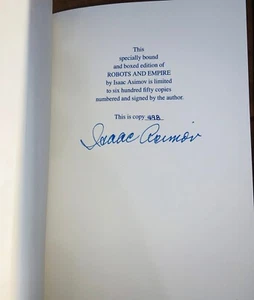 This
specially bound
and boxed edition of
ROBOTS AND EMPIRE
by Isaac Asimov is limited
to six hundred fifty copies
numbered and signed by the author.
This is copy 498
Isaac Asimov